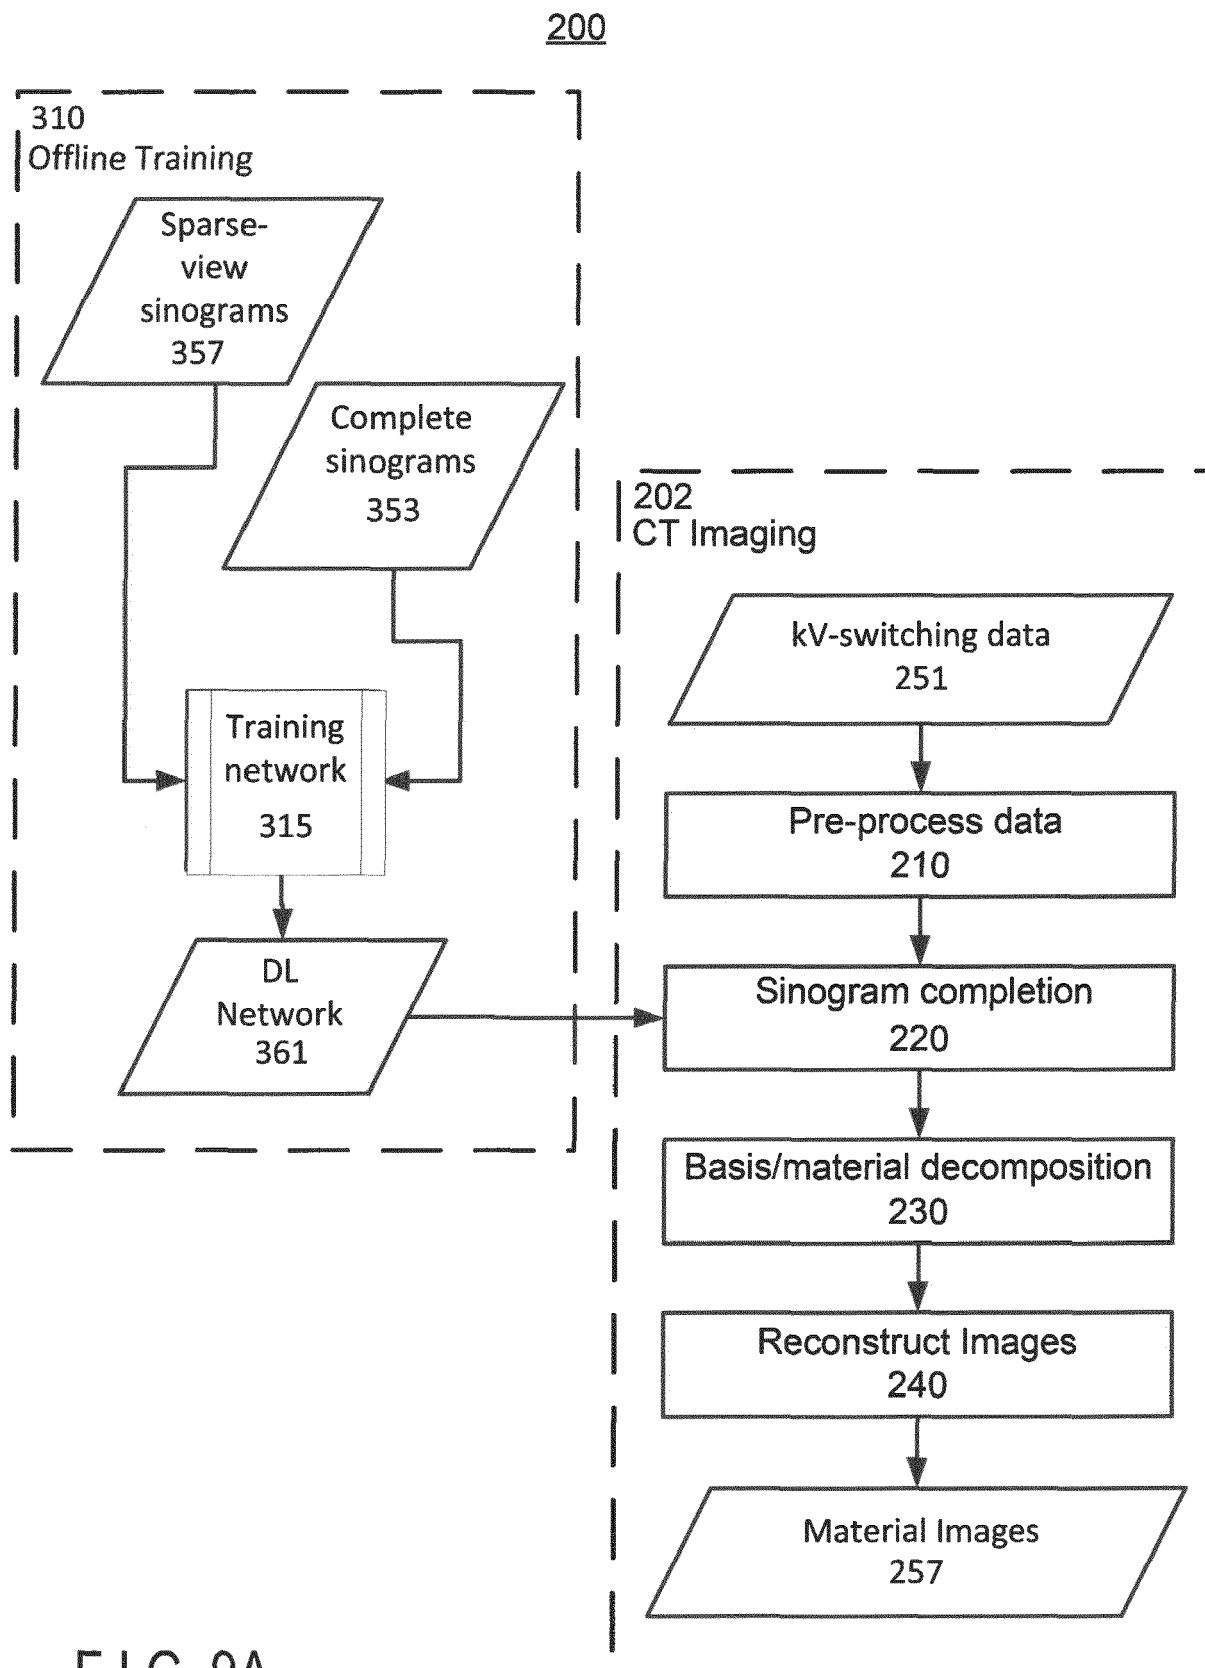 200
310
Offline Training
Sparse-
view
sinograms
357
Complete
sinograms
353
Training
network
315
DL
Network
361
202
CT Imaging
kV-switching data
251
Pre-process data
210
Sinogram completion
220
Basis/material decomposition
230
Reconstruct Images
240
Material Images
257